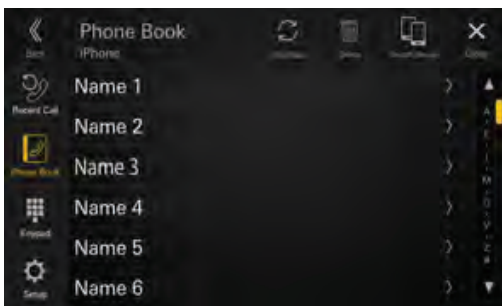 Phone Book
iPhone
Back
Close
Recent Call
Phone Book
Keypad
Setup
Name 1
Name 2
Name 3
Name 4
Name 5
Name 6
A
E
I
M
Q
V
Z
#